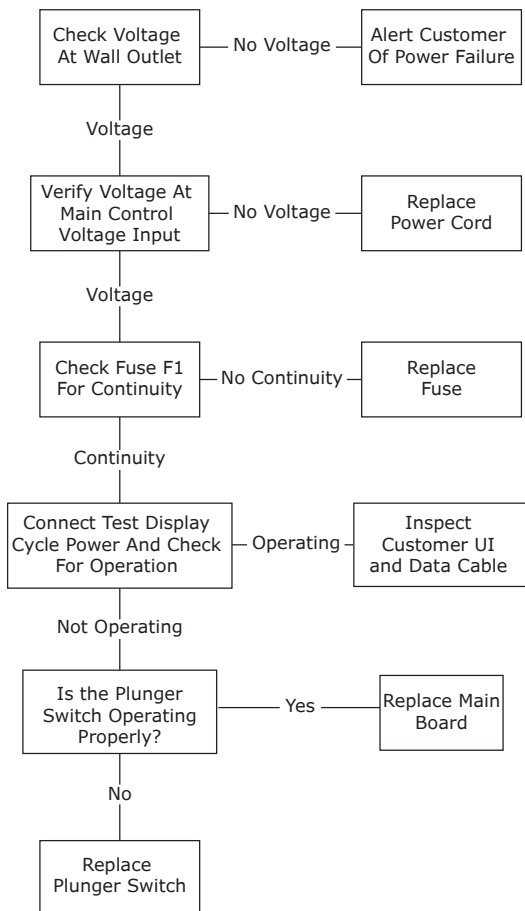 Check Voltage
At Wall Outlet
No Voltage
Alert Customer
Of Power Failure
Voltage
Verify Voltage At
Main Control
Voltage Input
No Voltage
Replace
Power Cord
Voltage
Check Fuse F1
For Continuity
No Continuity
Replace
Fuse
Continuity
Connect Test Display
Cycle Power And Check
For Operation
Operating
Inspect
Customer UI
and Data Cable
Not Operating
Is the Plunger
Switch Operating
Properly?
Yes
Replace Main
Board
No
Replace
Plunger Switch